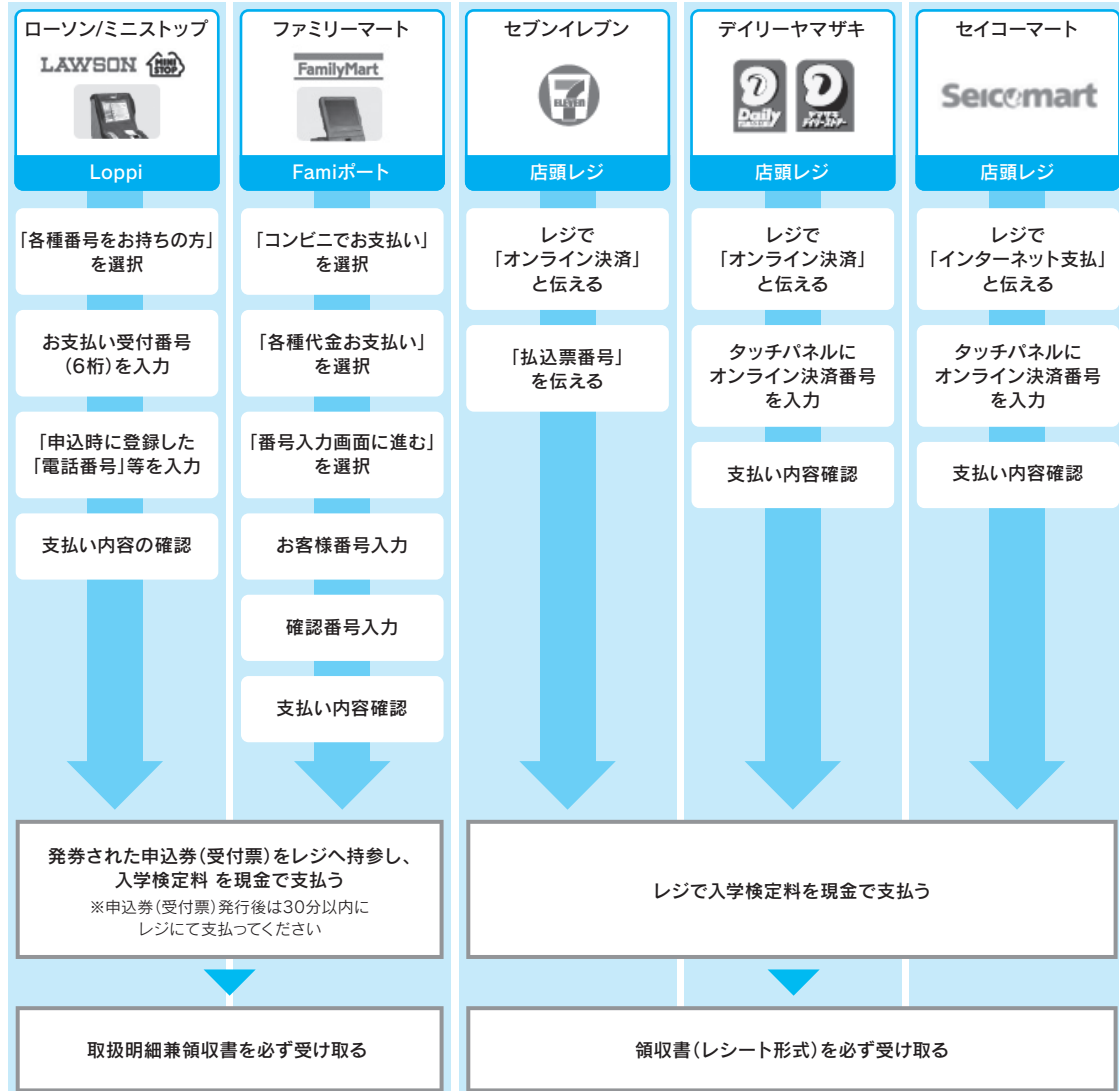 ローソン/ミニストップ
LAWSON MINI STOP
Loppi
「各種番号をお持ちの方」
を選択
お支払い受付番号
(6桁)を入力
「申込時に登録した
「電話番号」等を入力
支払い内容の確認
ファミリーマート
FamilyMart
Famiポート
「コンビニでお支払い」
を選択
「各種代金お支払い」
を選択
「番号入力画面に進む」
を選択
お客様番号入力
確認番号入力
支払い内容確認
セブンイレブン
7 ELEVEN
店頭レジ
レジで
「オンライン決済」
と伝える
「払込票番号」
を伝える
デイリーヤマザキ
Daily
ヤマザキ
デイリーストアー
店頭レジ
レジで
「オンライン決済」
と伝える
タッチパネルに
オンライン決済番号
を入力
支払い内容確認
セイコーマート
Seicomart
店頭レジ
レジで
「インターネット支払」
と伝える
タッチパネルに
オンライン決済番号
を入力
支払い内容確認
発券された申込券(受付票)をレジへ持参し、
入学検定料 を現金で支払う
※申込券(受付票)発行後は30分以内に
レジにて支払ってください
レジで入学検定料を現金で支払う
取扱明細兼領収書を必ず受け取る
領収書(レシート形式)を必ず受け取る